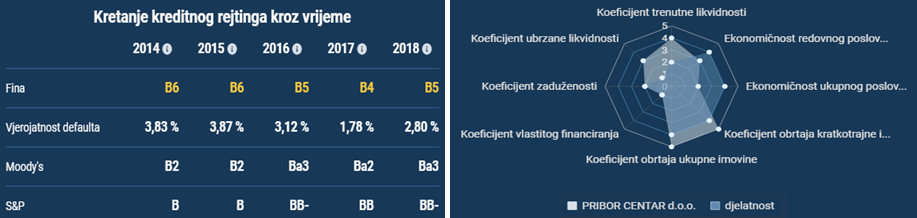 Kretanje kreditnog rejtinga kroz vrijeme
2014 2015 2016 2017 2018
Fina B6 B6 B5 B4 B5
Vjerojatnost defaulta 3,83 % 3,87 % 3,12 % 1,78 % 2,80 %
Moody's B2 B2 Ba3 Ba2 Ba3
S&P B B BB- BB BB-
Koeficijent trenutne likvidnosti
5
4
3
2
1
0
Koeficijent ubrzane likvidnosti
Ekonomičnost redovnog poslov...
Koeficijent zaduženosti
Ekonomičnost ukupnog poslov...
Koeficijent vlastitog financiranja
Koeficijent obrtaja kratkotrajne i...
Koeficijent obrtaja ukupne imovine
PRIBOR CENTAR d.o.o. djelatnost